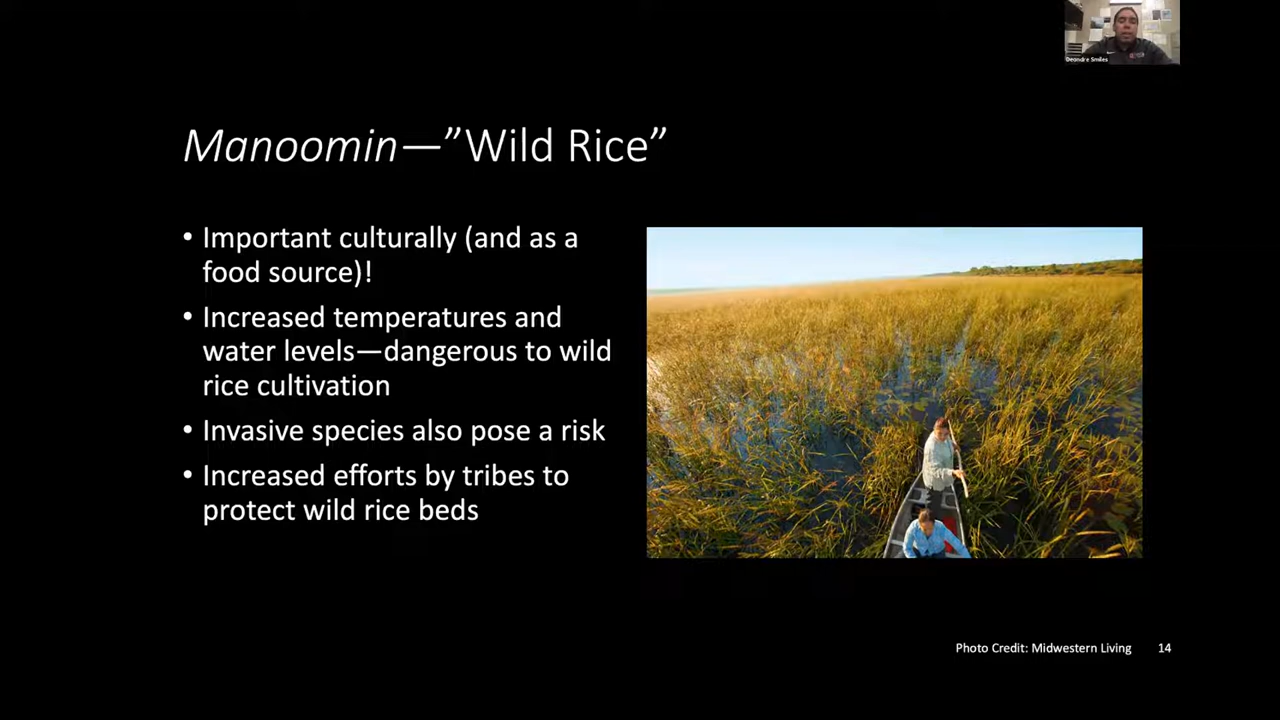 Deondre Smiles
Manoomin—”Wild Rice”
• Important culturally (and as a
food source)!
• Increased temperatures and
water levels—dangerous to wild
rice cultivation
• Invasive species also pose a risk
• Increased efforts by tribes to
protect wild rice beds
Photo Credit: Midwestern Living 14